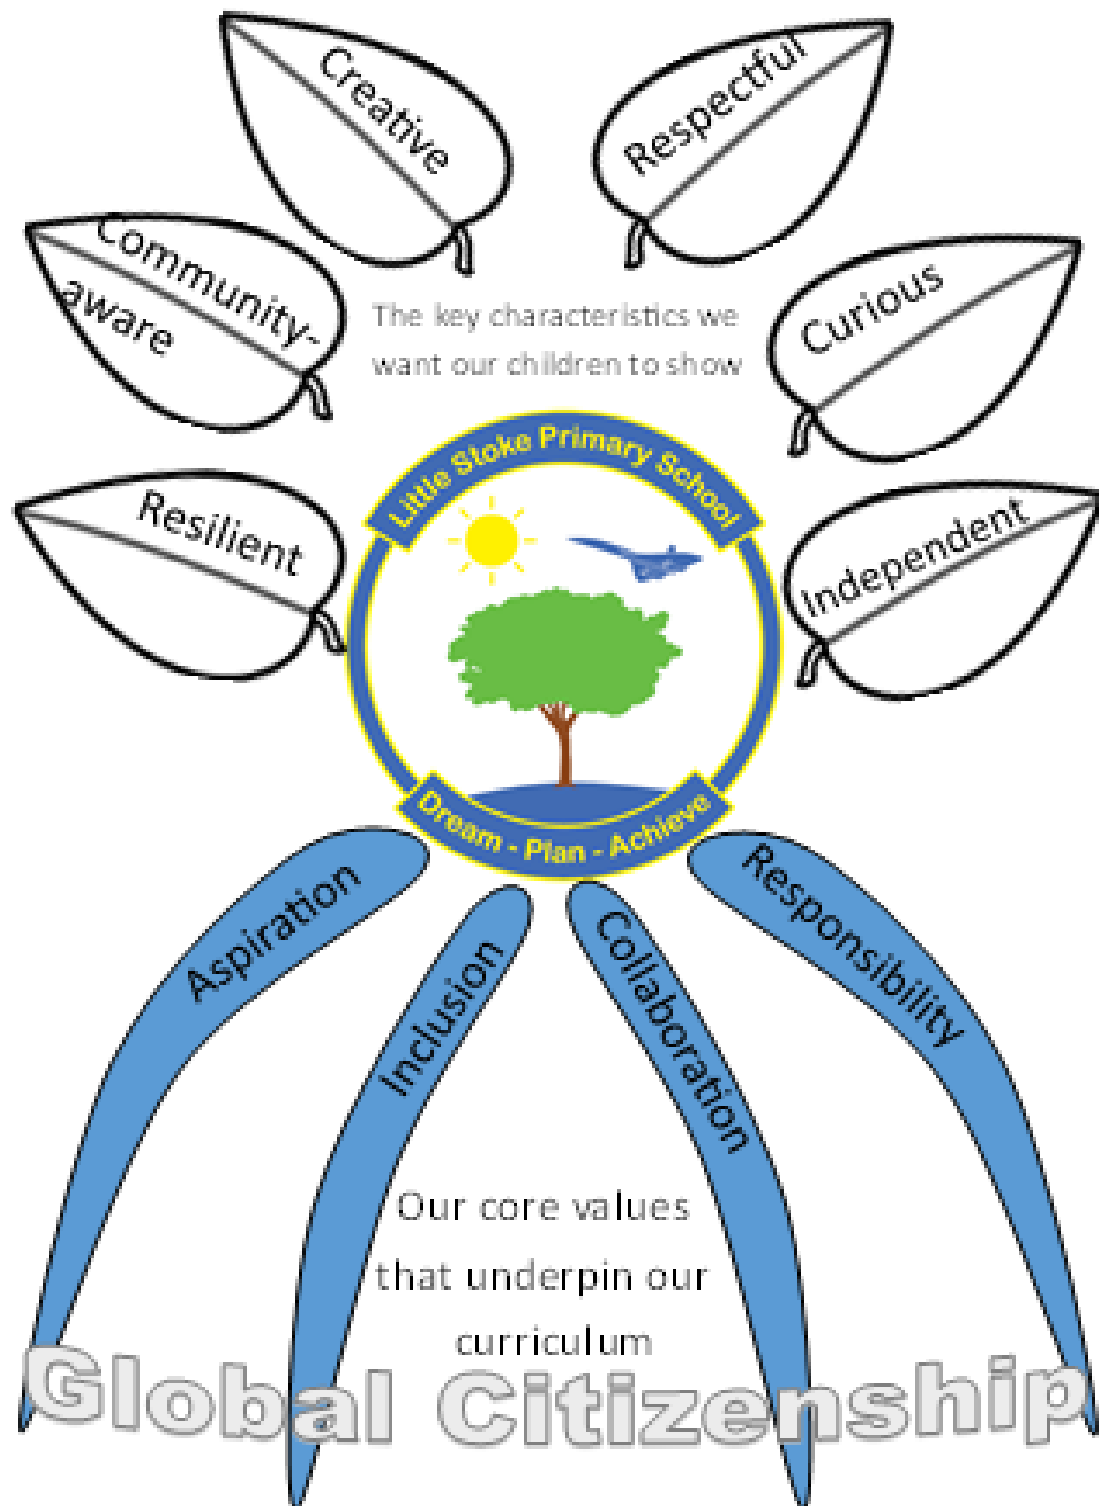 Creative
Respectful
Community-
aware
Curious
The key characteristics we
want our children to show
Resilient
Independent
Little Stoke Primary School
Dream - Plan - Achieve
Aspiration
Inclusion
Collaboration
Responsibility
Our core values
that underpin our
curriculum
Global Citizenship